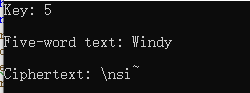 Key: 5
Five-word text: Windy
Ciphertext: \nsi~